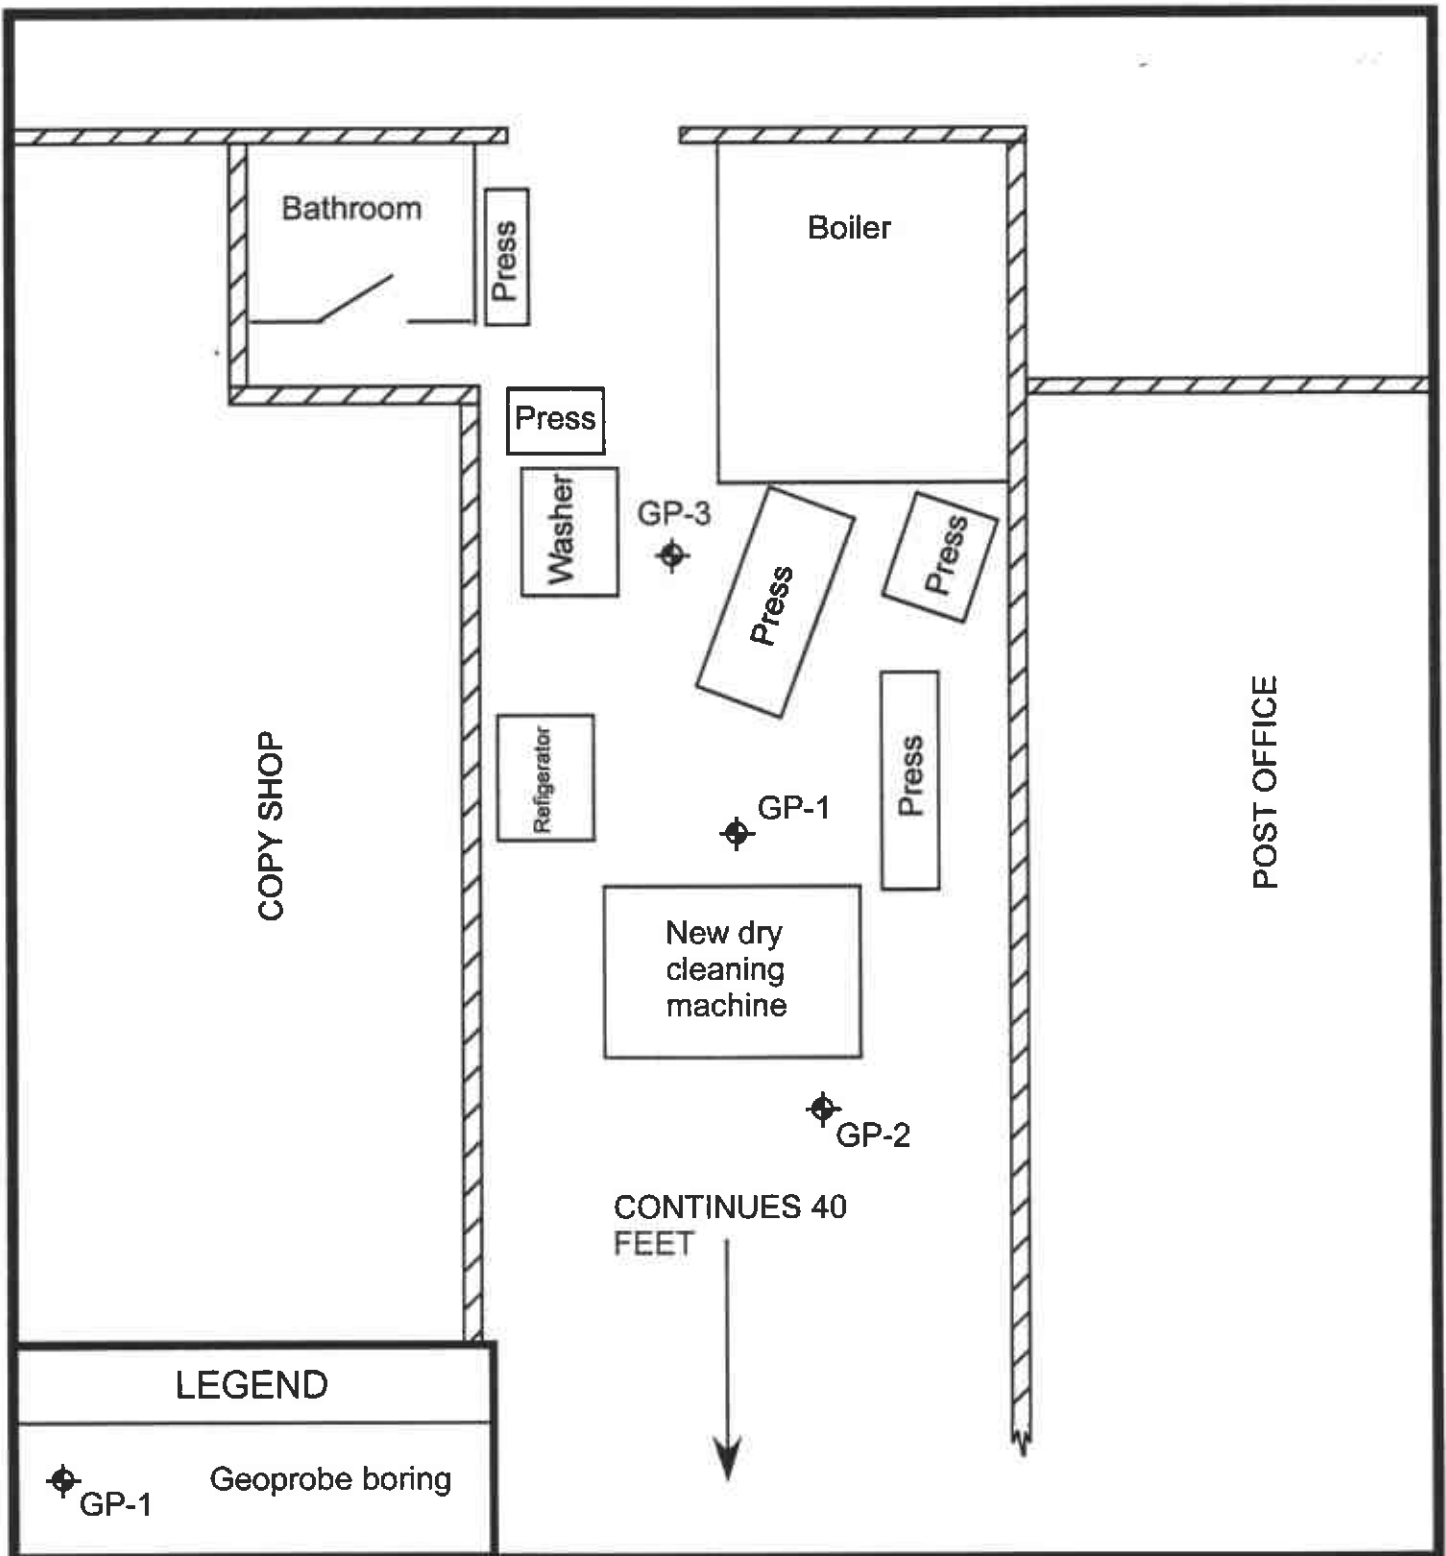 Bathroom
Press
Boiler
Press
Washer
GP-3
Press
Press
Refigerator
Press
GP-1
COPY SHOP
POST OFFICE
New dry
cleaning
machine
GP-2
CONTINUES 40
FEET
LEGEND
GP-1
Geoprobe boring